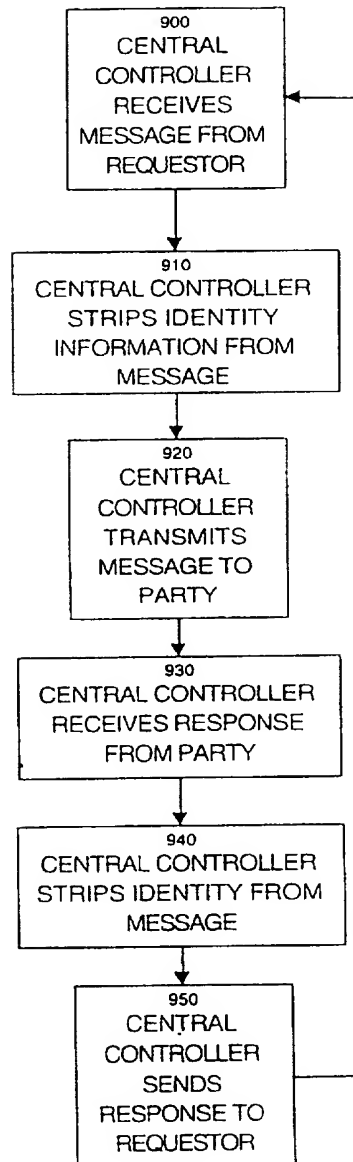 900
CENTRAL
CONTROLLER
RECEIVES
MESSAGE FROM
REQUESTOR
910
CENTRAL CONTROLLER
STRIPS IDENTITY
INFORMATION FROM
MESSAGE
920
CENTRAL
CONTROLLER
TRANSMITS
MESSAGE TO
PARTY
930
CENTRAL CONTROLLER
RECEIVES RESPONSE
FROM PARTY
940
CENTRAL CONTROLLER
STRIPS IDENTITY FROM
MESSAGE
950
CENTRAL
CONTROLLER
SENDS
RESPONSE TO
REQUESTOR